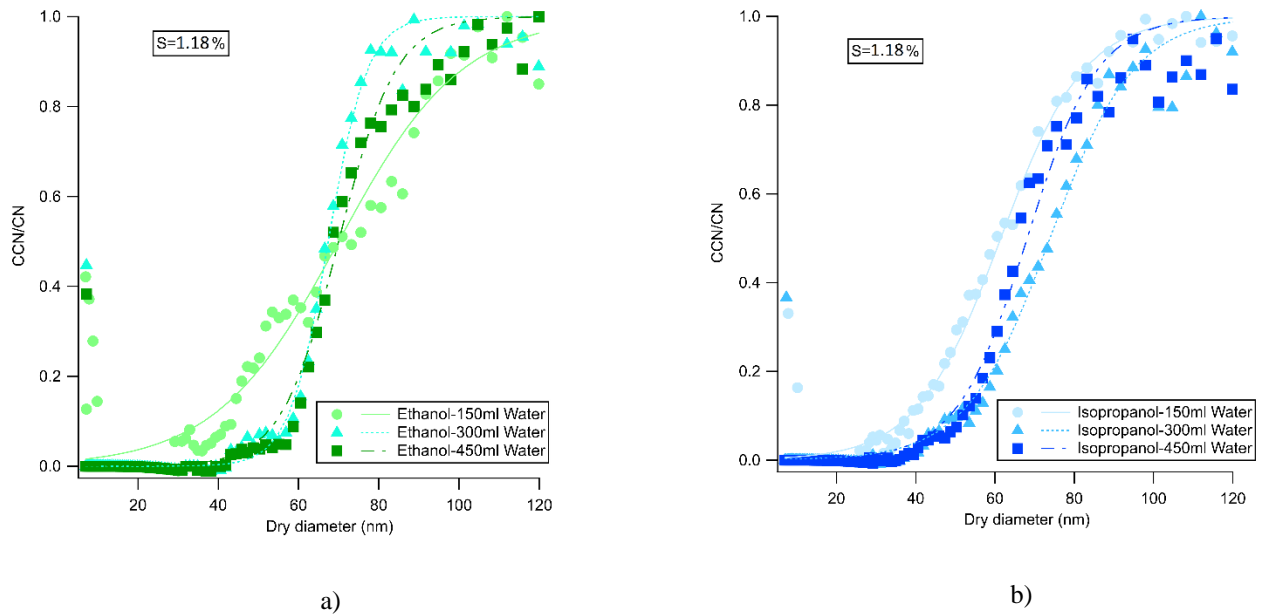 S=1.18%
CCN/CN
1.0
0.8
0.6
0.4
0.2
0.0
20
40
60
80
100
120
Dry diameter (nm)
Ethanol-150ml Water
Ethanol-300ml Water
Ethanol-450ml Water
a)
S=1.18%
CCN/CN
1.0
0.8
0.6
0.4
0.2
0.0
20
40
60
80
100
120
Dry diameter (nm)
Isopropanol-150ml Water
Isopropanol-300ml Water
Isopropanol-450ml Water
b)